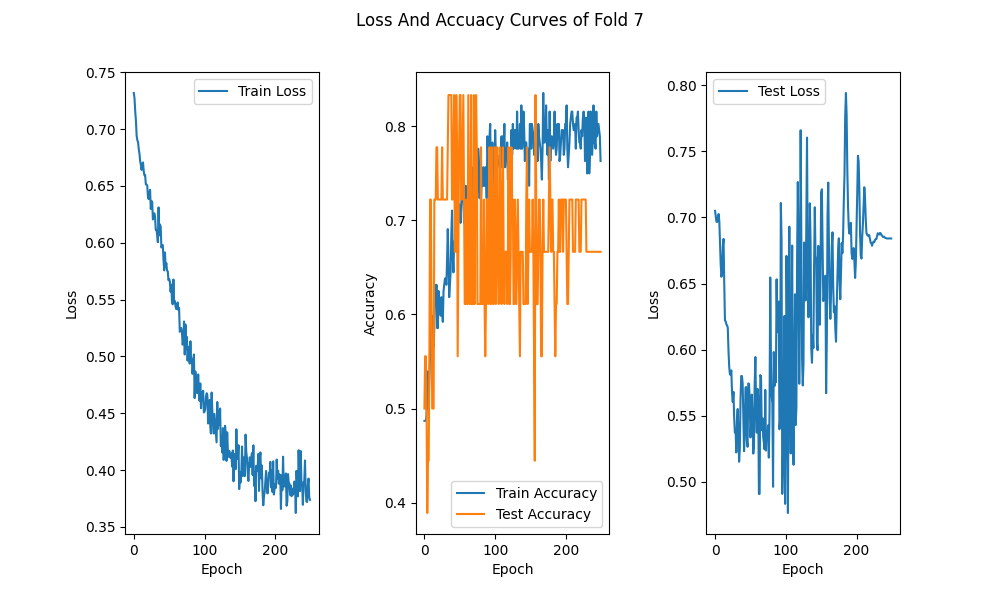 Loss And Accuacy Curves of Fold 7
0.75
0.70
0.65
0.60
0.55
0.50
0.45
0.40
0.35
Loss
0
100
200
Epoch
Train Loss
0.8
0.7
0.6
0.5
0.4
Accuracy
0
100
200
Epoch
Train Accuracy
Test Accuracy
0.80
0.75
0.70
0.65
0.60
0.55
0.50
Loss
0
100
200
Epoch
Test Loss